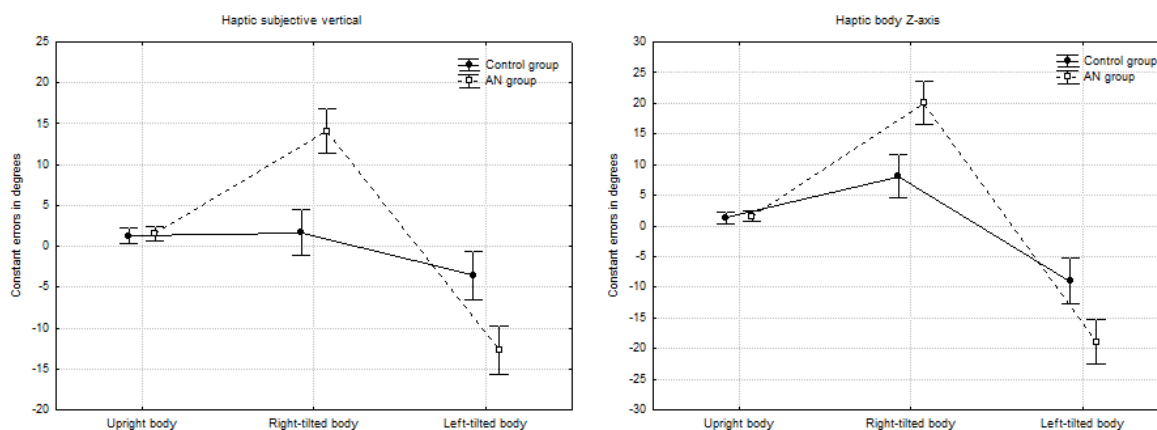 Haptic subjective vertical
Constant errors in degrees
25
20
15
10
5
0
-5
-10
-15
-20
Control group
AN group
Upright body
Right-tilted body
Left-tilted body
Haptic body Z-axis
Constant errors in degrees
30
25
20
15
10
5
0
-5
-10
-15
-20
-25
-30
Control group
AN group
Upright body
Right-tilted body
Left-tilted body